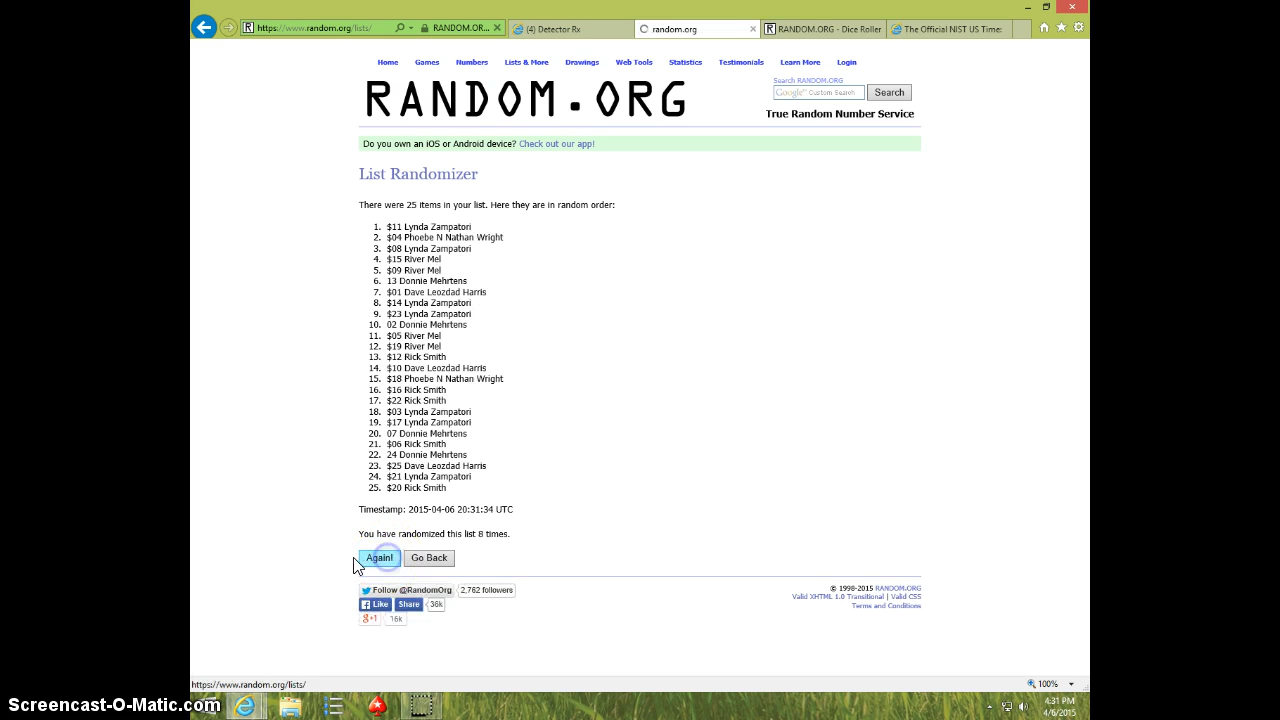 https://www.random.org/lists/
RANDOM.OR...
(4) Detector Rx
random.org
RANDOM.ORG - Dice Roller
The Official NIST US Time:
Home Games Numbers Lists & More Drawings Web Tools Statistics Testimonials Learn More Login
RANDOM.ORG
Search RANDOM.ORG
Google™ Custom Search
Search
True Random Number Service
Do you own an iOS or Android device? Check out our app!
List Randomizer
There were 25 items in your list. Here they are in random order:
1. $11 Lynda Zampatori
2. $04 Phoebe N Nathan Wright
3. $08 Lynda Zampatori
4. $15 River Mel
5. $09 River Mel
6. 13 Donnie Mehrtens
7. $01 Dave Leozdad Harris
8. $14 Lynda Zampatori
9. $23 Lynda Zampatori
10. 02 Donnie Mehrtens
11. $05 River Mel
12. $19 River Mel
13. $12 Rick Smith
14. $10 Dave Leozdad Harris
15. $18 Phoebe N Nathan Wright
16. $16 Rick Smith
17. $22 Rick Smith
18. $03 Lynda Zampatori
19. $17 Lynda Zampatori
20. 07 Donnie Mehrtens
21. $06 Rick Smith
22. 24 Donnie Mehrtens
23. $25 Dave Leozdad Harris
24. $21 Lynda Zampatori
25. $20 Rick Smith
Timestamp: 2015-04-06 20:31:34 UTC
You have randomized this list 8 times.
Again! Go Back
Follow @RandomOrg 2,762 followers
Like Share 36k
g+1 16k
© 1998-2015 RANDOM.ORG
Valid XHTML 1.0 Transitional | Valid CSS
Terms and Conditions
https://www.random.org/lists/
100%
4:31 PM
4/6/2015
Screencast-O-Matic.com